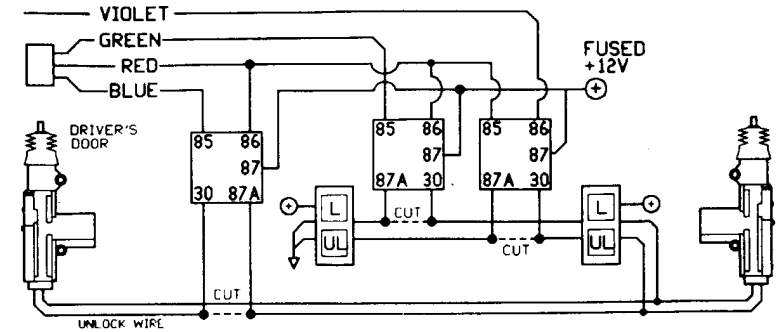 VIOLET
GREEN
RED
BLUE
FUSED
+12V
DRIVER'S
DOOR
85 86
87
30 87A
85 86
87
87A 30
85 86
87
87A 30
+
L
UL
CUT
CUT
L
UL
+
+
CUT
UNLOCK WIRE